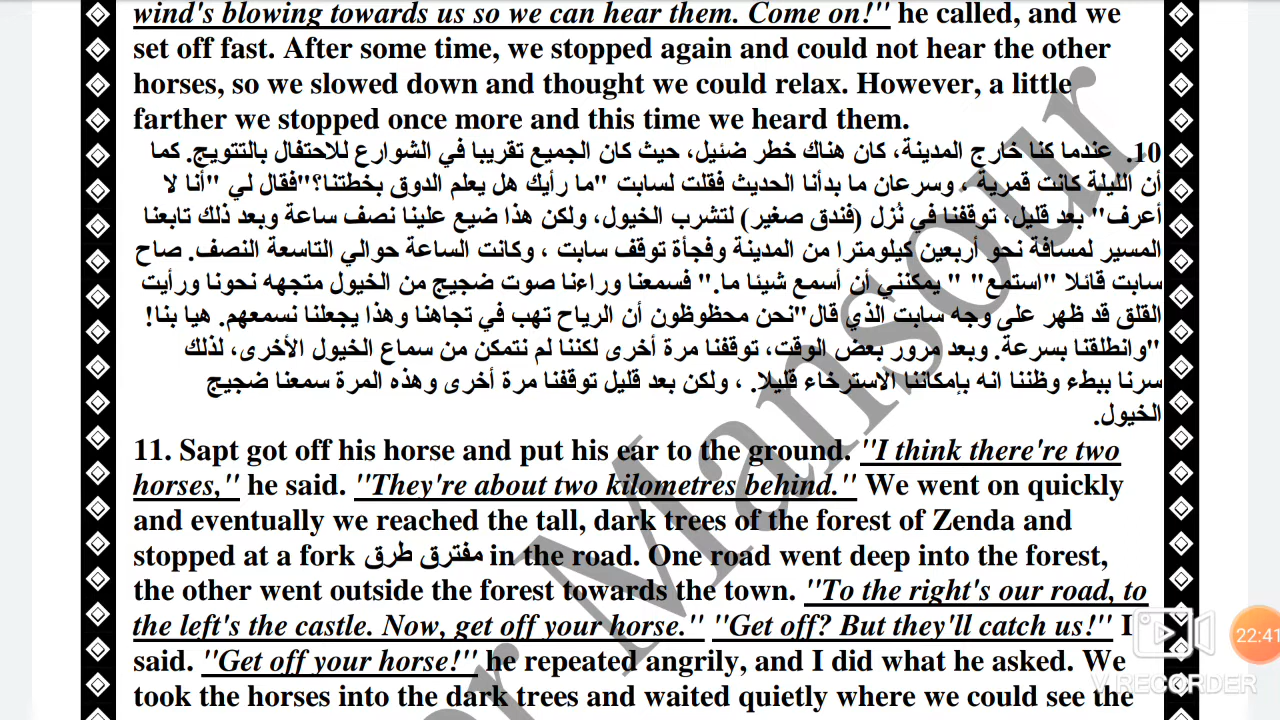 wind's blowing towards us so we can hear them. Come on!" he called, and we
set off fast. After some time, we stopped again and could not hear the other
horses, so we slowed down and thought we could relax. However, a little
farther we stopped once more and this time we heard them.
10. عندما كنا خارج المدينة، كان هناك خطر ضئيل، حيث كان الجميع تقريبا في الشوارع للاحتفال بالتتويج. كما
أن الليلة كانت قمرية ، وسرعان ما بدأنا الحديث فقلت لسابت "ما رأيك هل يعلم الدوق بخطتنا؟"فقال لي "أنا لا
أعرف" بعد قليل، توقفنا في نُزل (فندق صغير) لتشرب الخيول، ولكن هذا ضيع علينا نصف ساعة وبعد ذلك تابعنا
المسير لمسافة نحو أربعين كيلومترا من المدينة وفجأة توقف سابت ، وكانت الساعة حوالي التاسعة النصف. صاح
سابت قائلا "استمع" " يمكنني أن أسمع شيئا ما." فسمعنا وراءنا صوت ضجيج من الخيول متجهه نحونا ورأيت
القلق قد ظهر على وجه سابت الذي قال"نحن محظوظون أن الرياح تهب في تجاهنا وهذا يجعلنا نسمعهم. هيا بنا!
"وانطلقنا بسرعة. وبعد مرور بعض الوقت، توقفنا مرة أخرى لكننا لم نتمكن من سماع الخيول الأخرى، لذلك
سرنا ببطء وظننا انه بإمكاننا الاسترخاء قليلا. ، ولكن بعد قليل توقفنا مرة أخرى وهذه المرة سمعنا ضجيج
الخيول.
11. Sapt got off his horse and put his ear to the ground. "I think there're two
horses," he said. "They're about two kilometres behind." We went on quickly
and eventually we reached the tall, dark trees of the forest of Zenda and
stopped at a fork مفترق طرق in the road. One road went deep into the forest,
the other went outside the forest towards the town. "To the right's our road, to
the left's the castle. Now, get off your horse." "Get off? But they'll catch us!" I
said. "Get off your horse!" he repeated angrily, and I did what he asked. We
took the horses into the dark trees and waited quietly where we could see the
r Mansour
22:41
V RECORDER